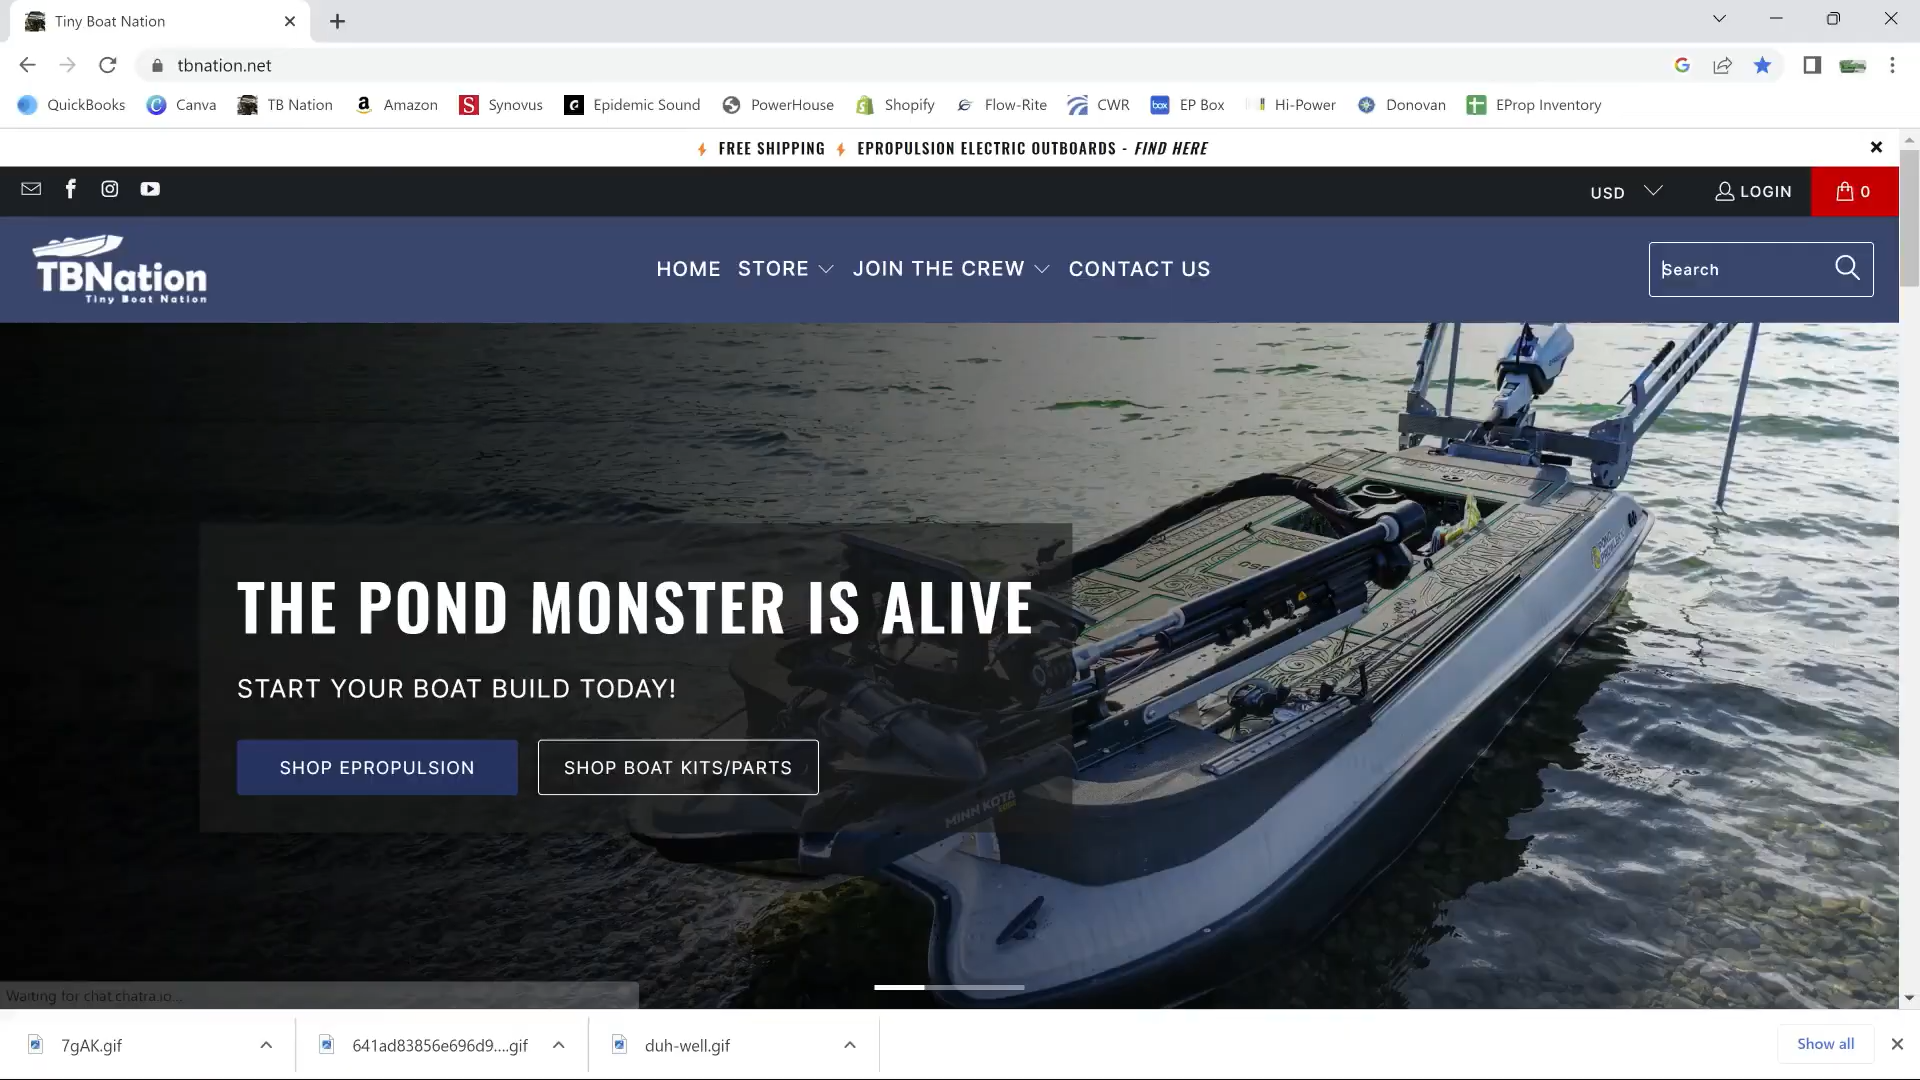 Tiny Boat Nation
tbnation.net
QuickBooks Canva TB Nation Amazon Synovus Epidemic Sound PowerHouse Shopify Flow-Rite CWR EP Box Hi-Power Donovan EProp Inventory
FREE SHIPPING EPROPULSION ELECTRIC OUTBOARDS - FIND HERE
USD LOGIN 0
TBNation
Tiny Boat Nation
HOME STORE JOIN THE CREW CONTACT US
Search
THE POND MONSTER IS ALIVE
START YOUR BOAT BUILD TODAY!
SHOP EPROPULSION SHOP BOAT KITS/PARTS
MINN KOTA
Waiting for chat.chatra.io...
7gAK.gif 641ad83856e696d9....gif duh-well.gif Show all